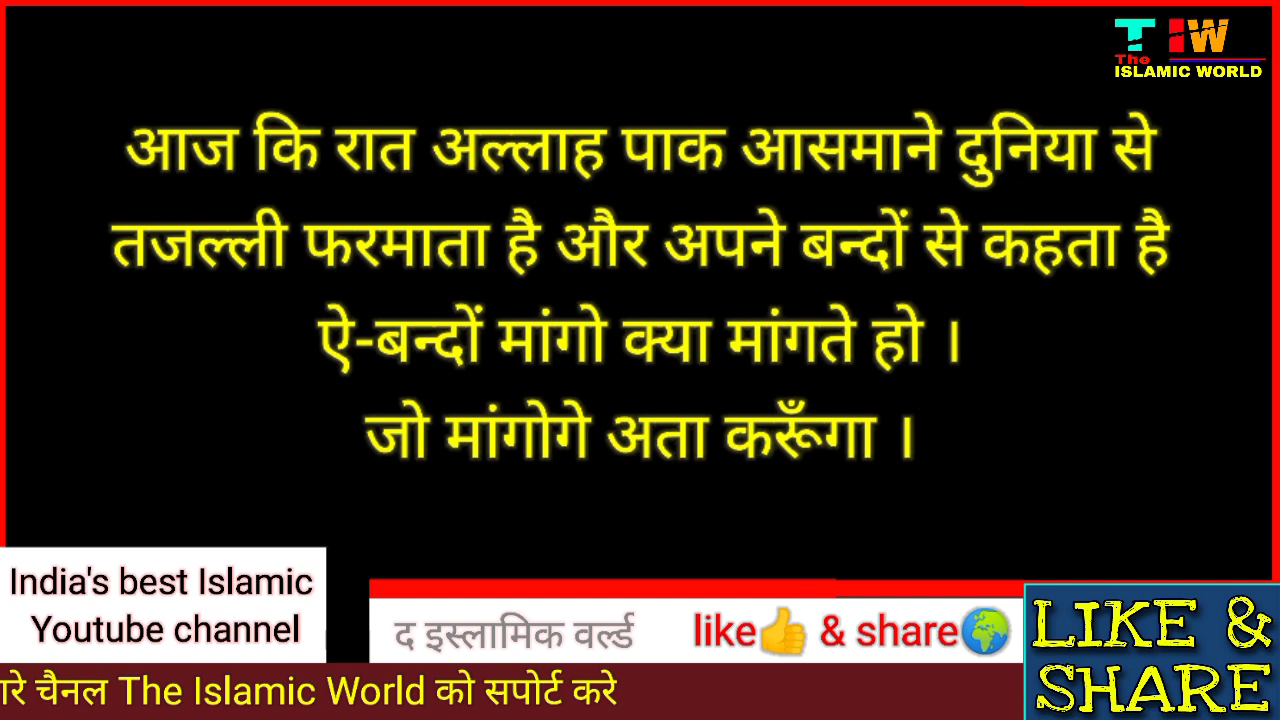 TIW
The
ISLAMIC WORLD
आज कि रात अल्लाह पाक आसमाने दुनिया से
तजल्ली फरमाता है और अपने बन्दों से कहता है
ऐ-बन्दों मांगो क्या मांगते हो ।
जो मांगोगे अता करूँगा ।
India's best Islamic
Youtube channel
द इस्लामिक वर्ल्ड like👍 & share🌍
LIKE &
SHARE
रे चैनल The Islamic World को सपोर्ट करे